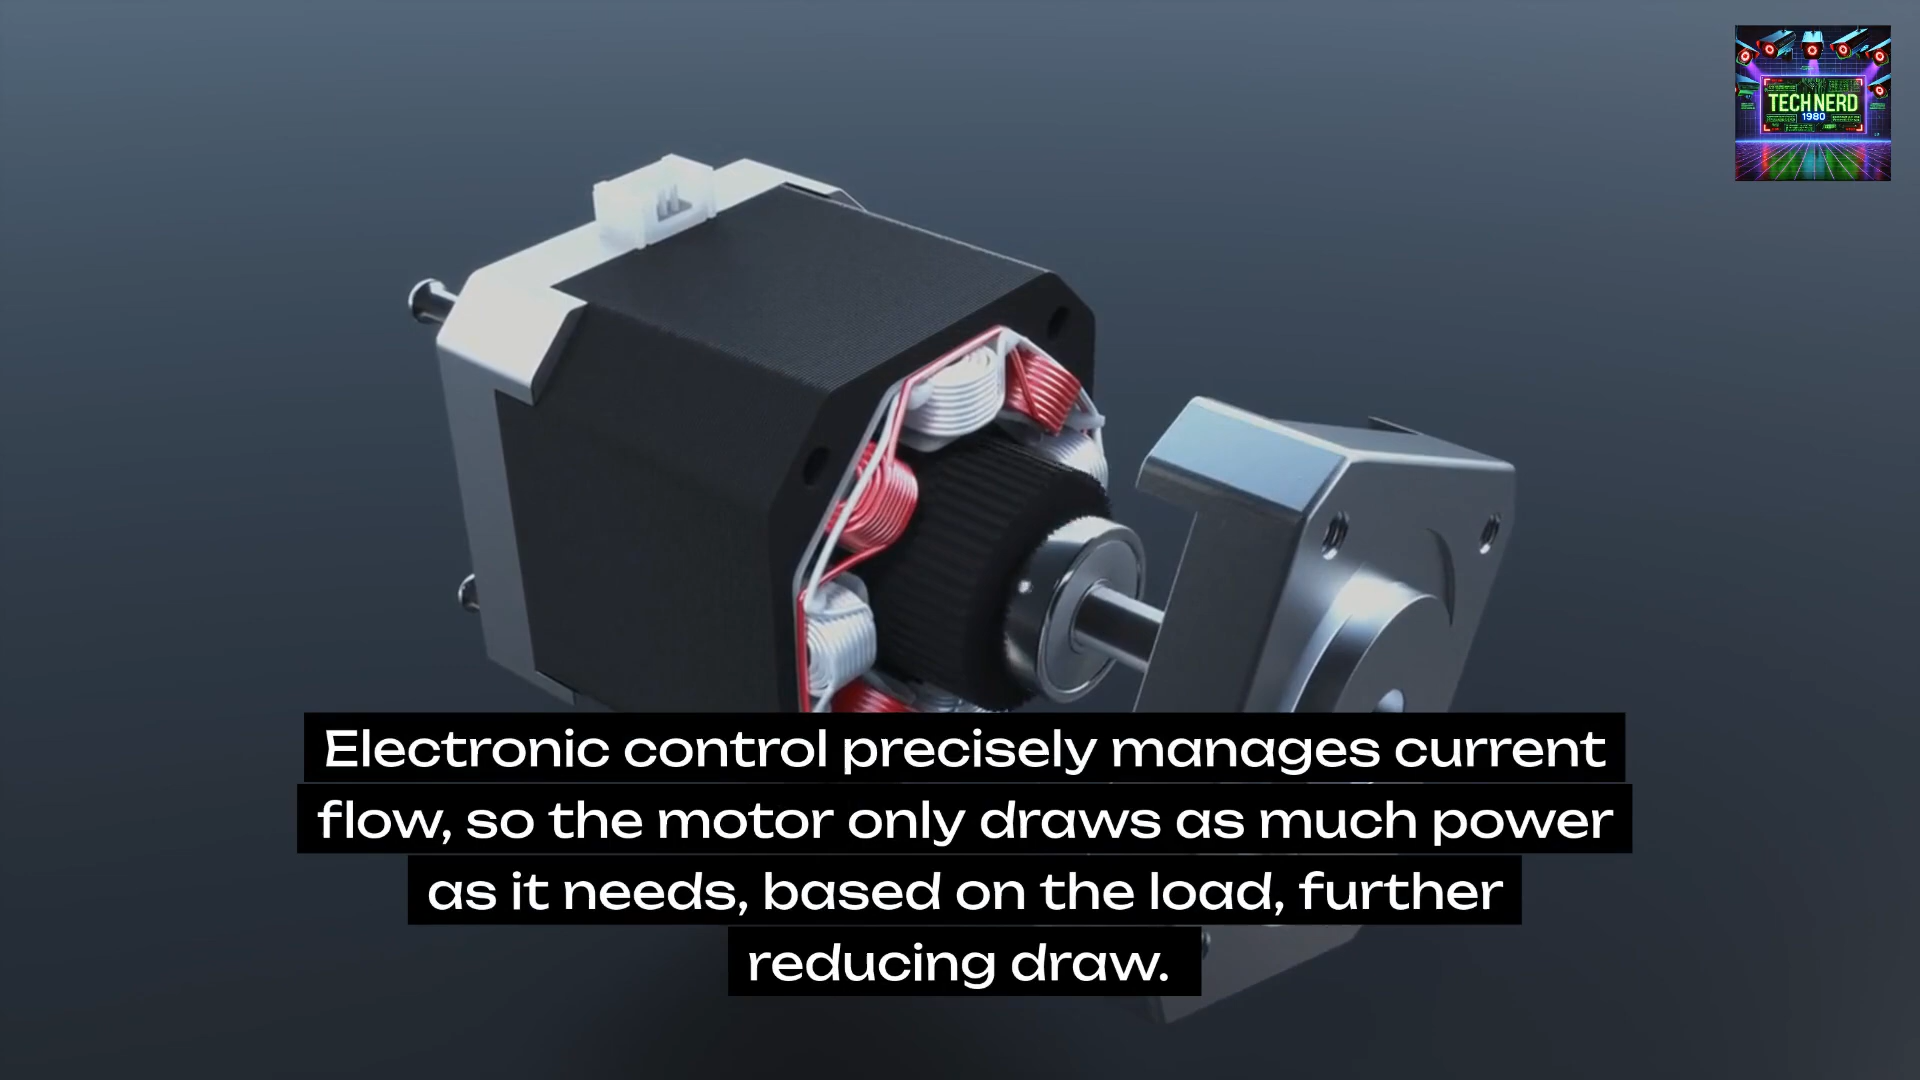 TECH NERD
1980
Electronic control precisely manages current
flow, so the motor only draws as much power
as it needs, based on the load, further
reducing draw.